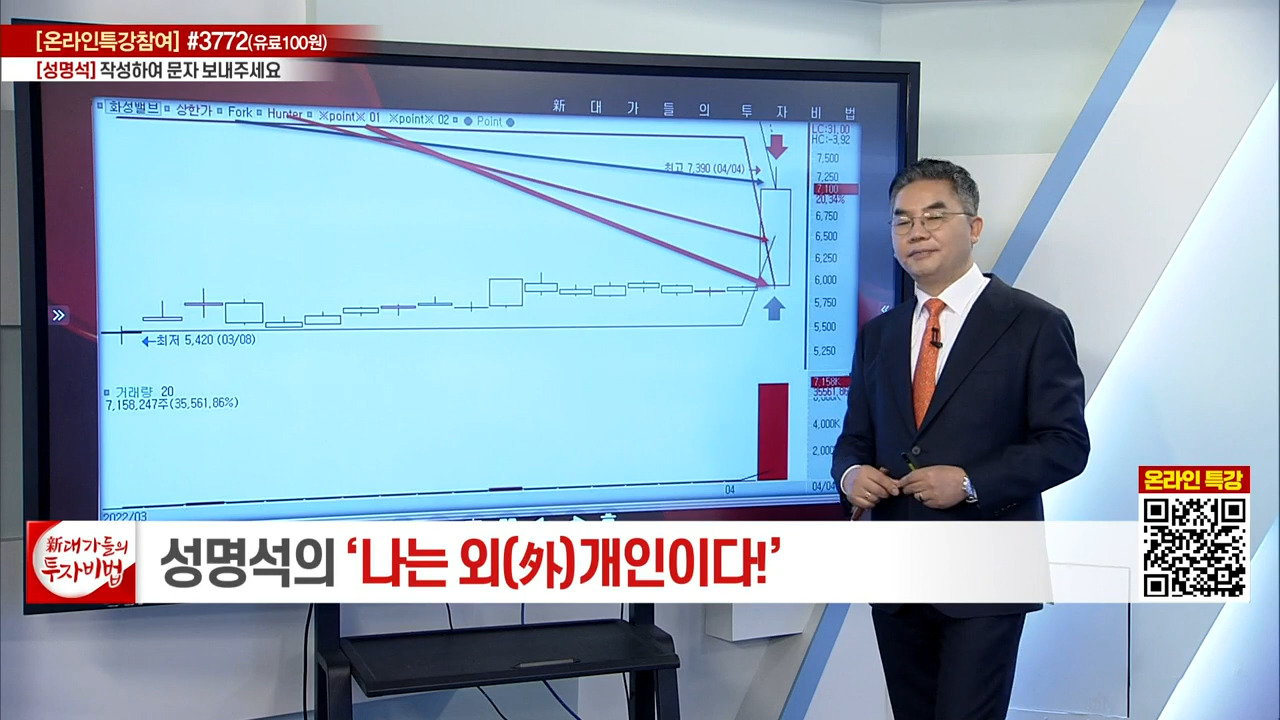 [온라인특강참여] #3772(유료100원)
[성명석] 작성하여 문자 보내주세요
화성밸브 상한가 Fork Hunter ※point※ 01 ※point※ 02 Point
新 대 가 들 의 투 자 비 법
LC:31.00
HC:-3.92
최고 7,390 (04/04)
7,500
7,250
7,100
20.34%
6,750
6,500
6,250
6,000
5,750
5,500
5,250
최저 5,420 (03/08)
거래량 20
7,158,247주(35,561.86%)
7,158K
35561.86
4,000K
2,000
04
04/04
2022/03
온라인 특강
新대가들의
투자비법
성명석의 ‘나는 외(外)개인이다!’